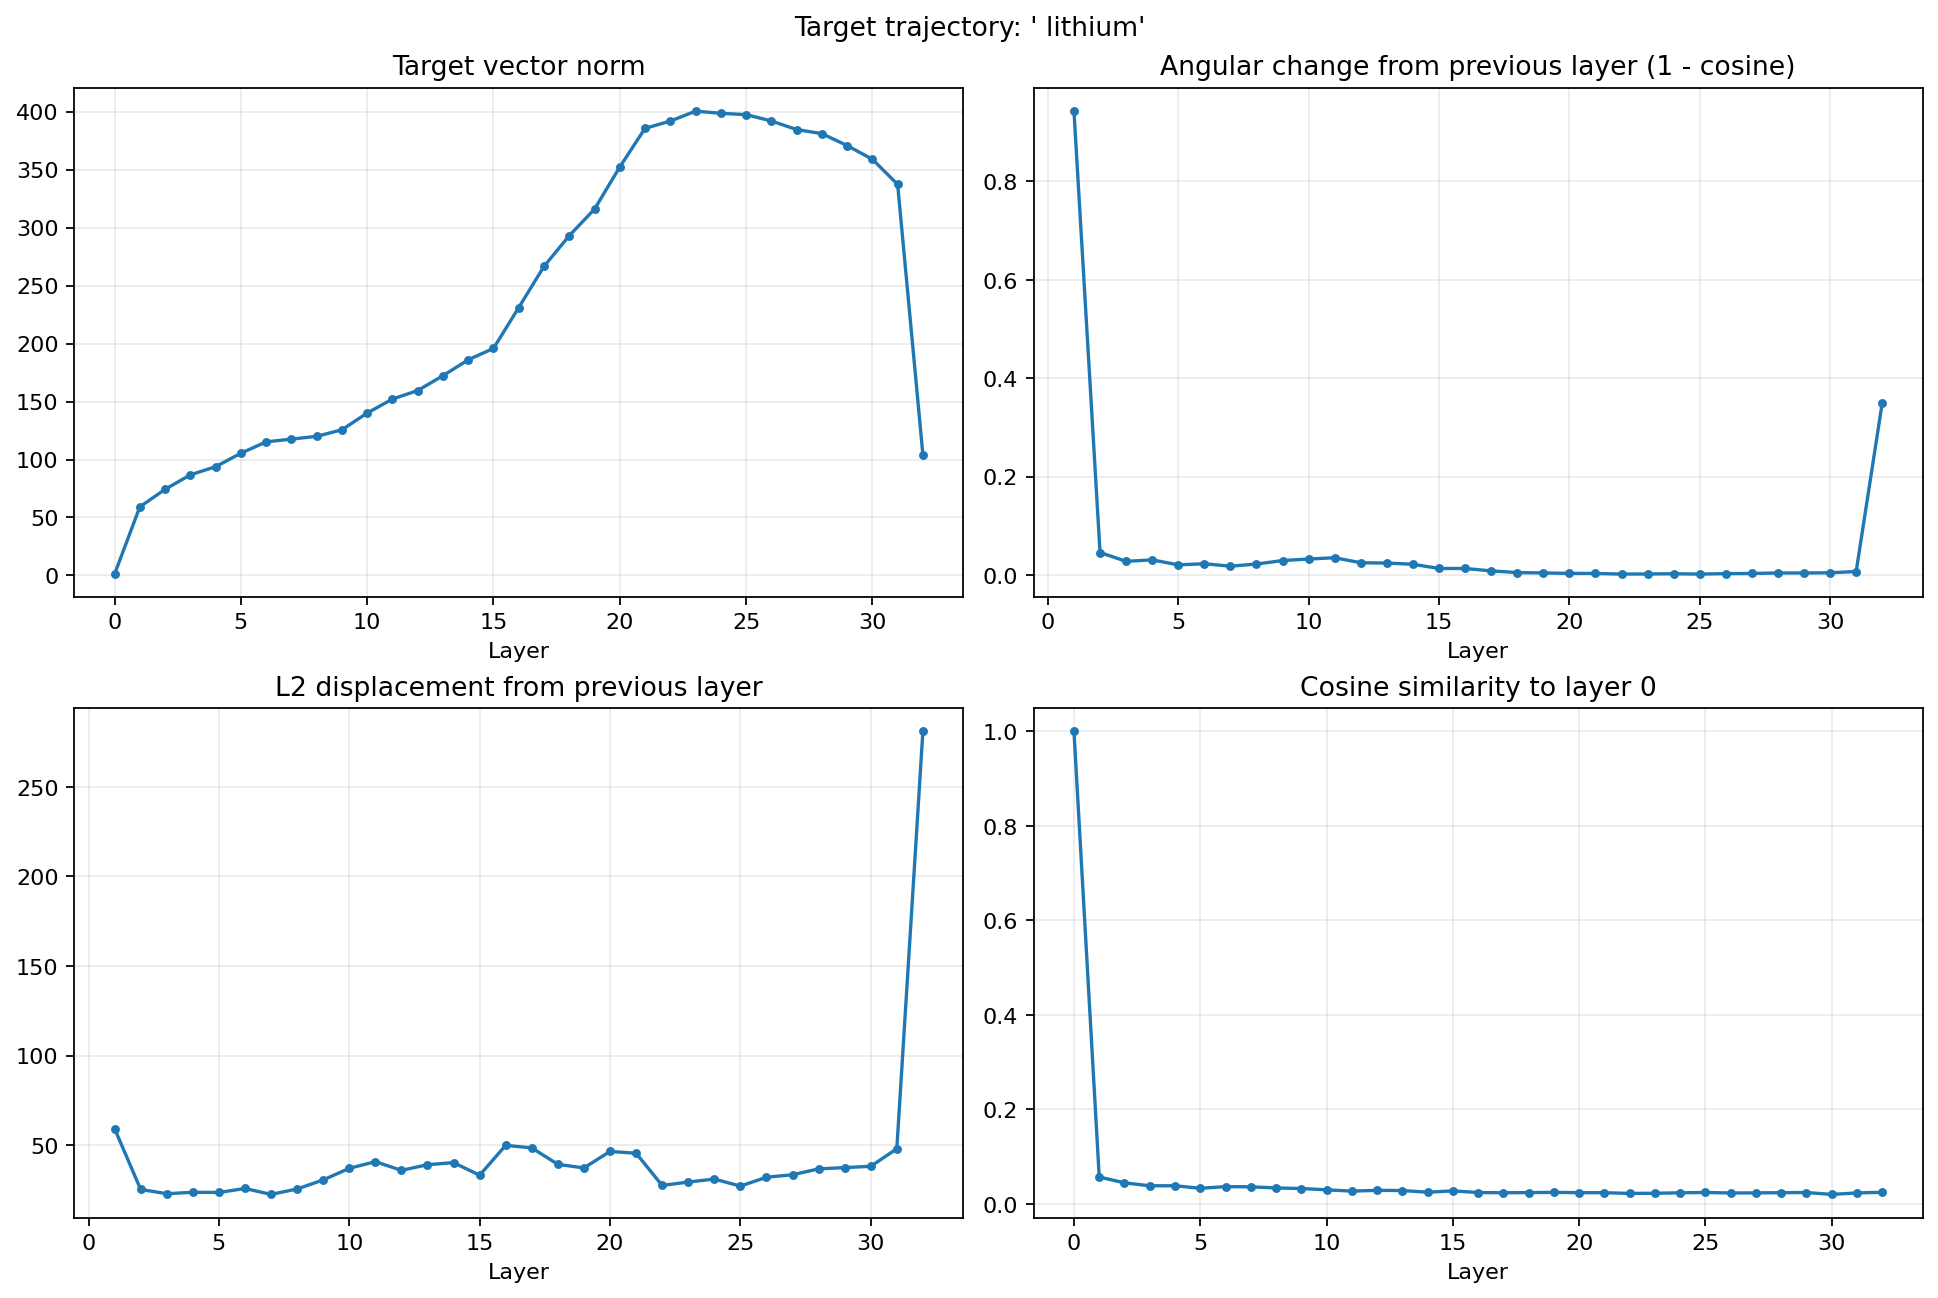 Target trajectory: ' lithium'
Target vector norm
400
350
300
250
200
150
100
50
0
0 5 10 15 20 25 30
Layer
Angular change from previous layer (1 - cosine)
0.8
0.6
0.4
0.2
0.0
0 5 10 15 20 25 30
Layer
L2 displacement from previous layer
250
200
150
100
50
0 5 10 15 20 25 30
Layer
Cosine similarity to layer 0
1.0
0.8
0.6
0.4
0.2
0.0
0 5 10 15 20 25 30
Layer